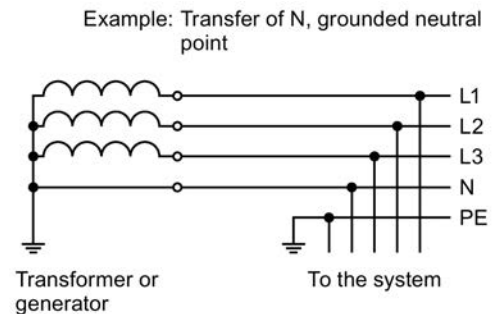 Example: Transfer of N, grounded neutral
point
L1
L2
L3
N
PE
Transformer or
generator
To the system